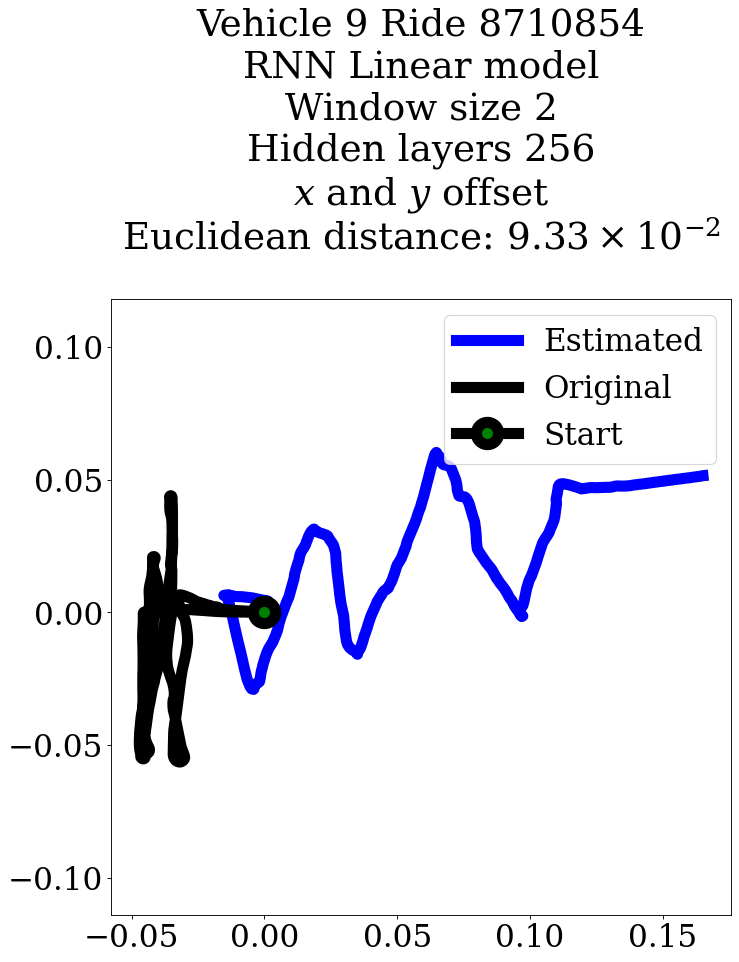 Vehicle 9 Ride 8710854
RNN Linear model
Window size 2
Hidden layers 256
x and y offset
Euclidean distance: 9.33 × 10⁻²
Estimated
Original
Start
0.10
0.05
0.00
−0.05
−0.10
−0.05 0.00 0.05 0.10 0.15